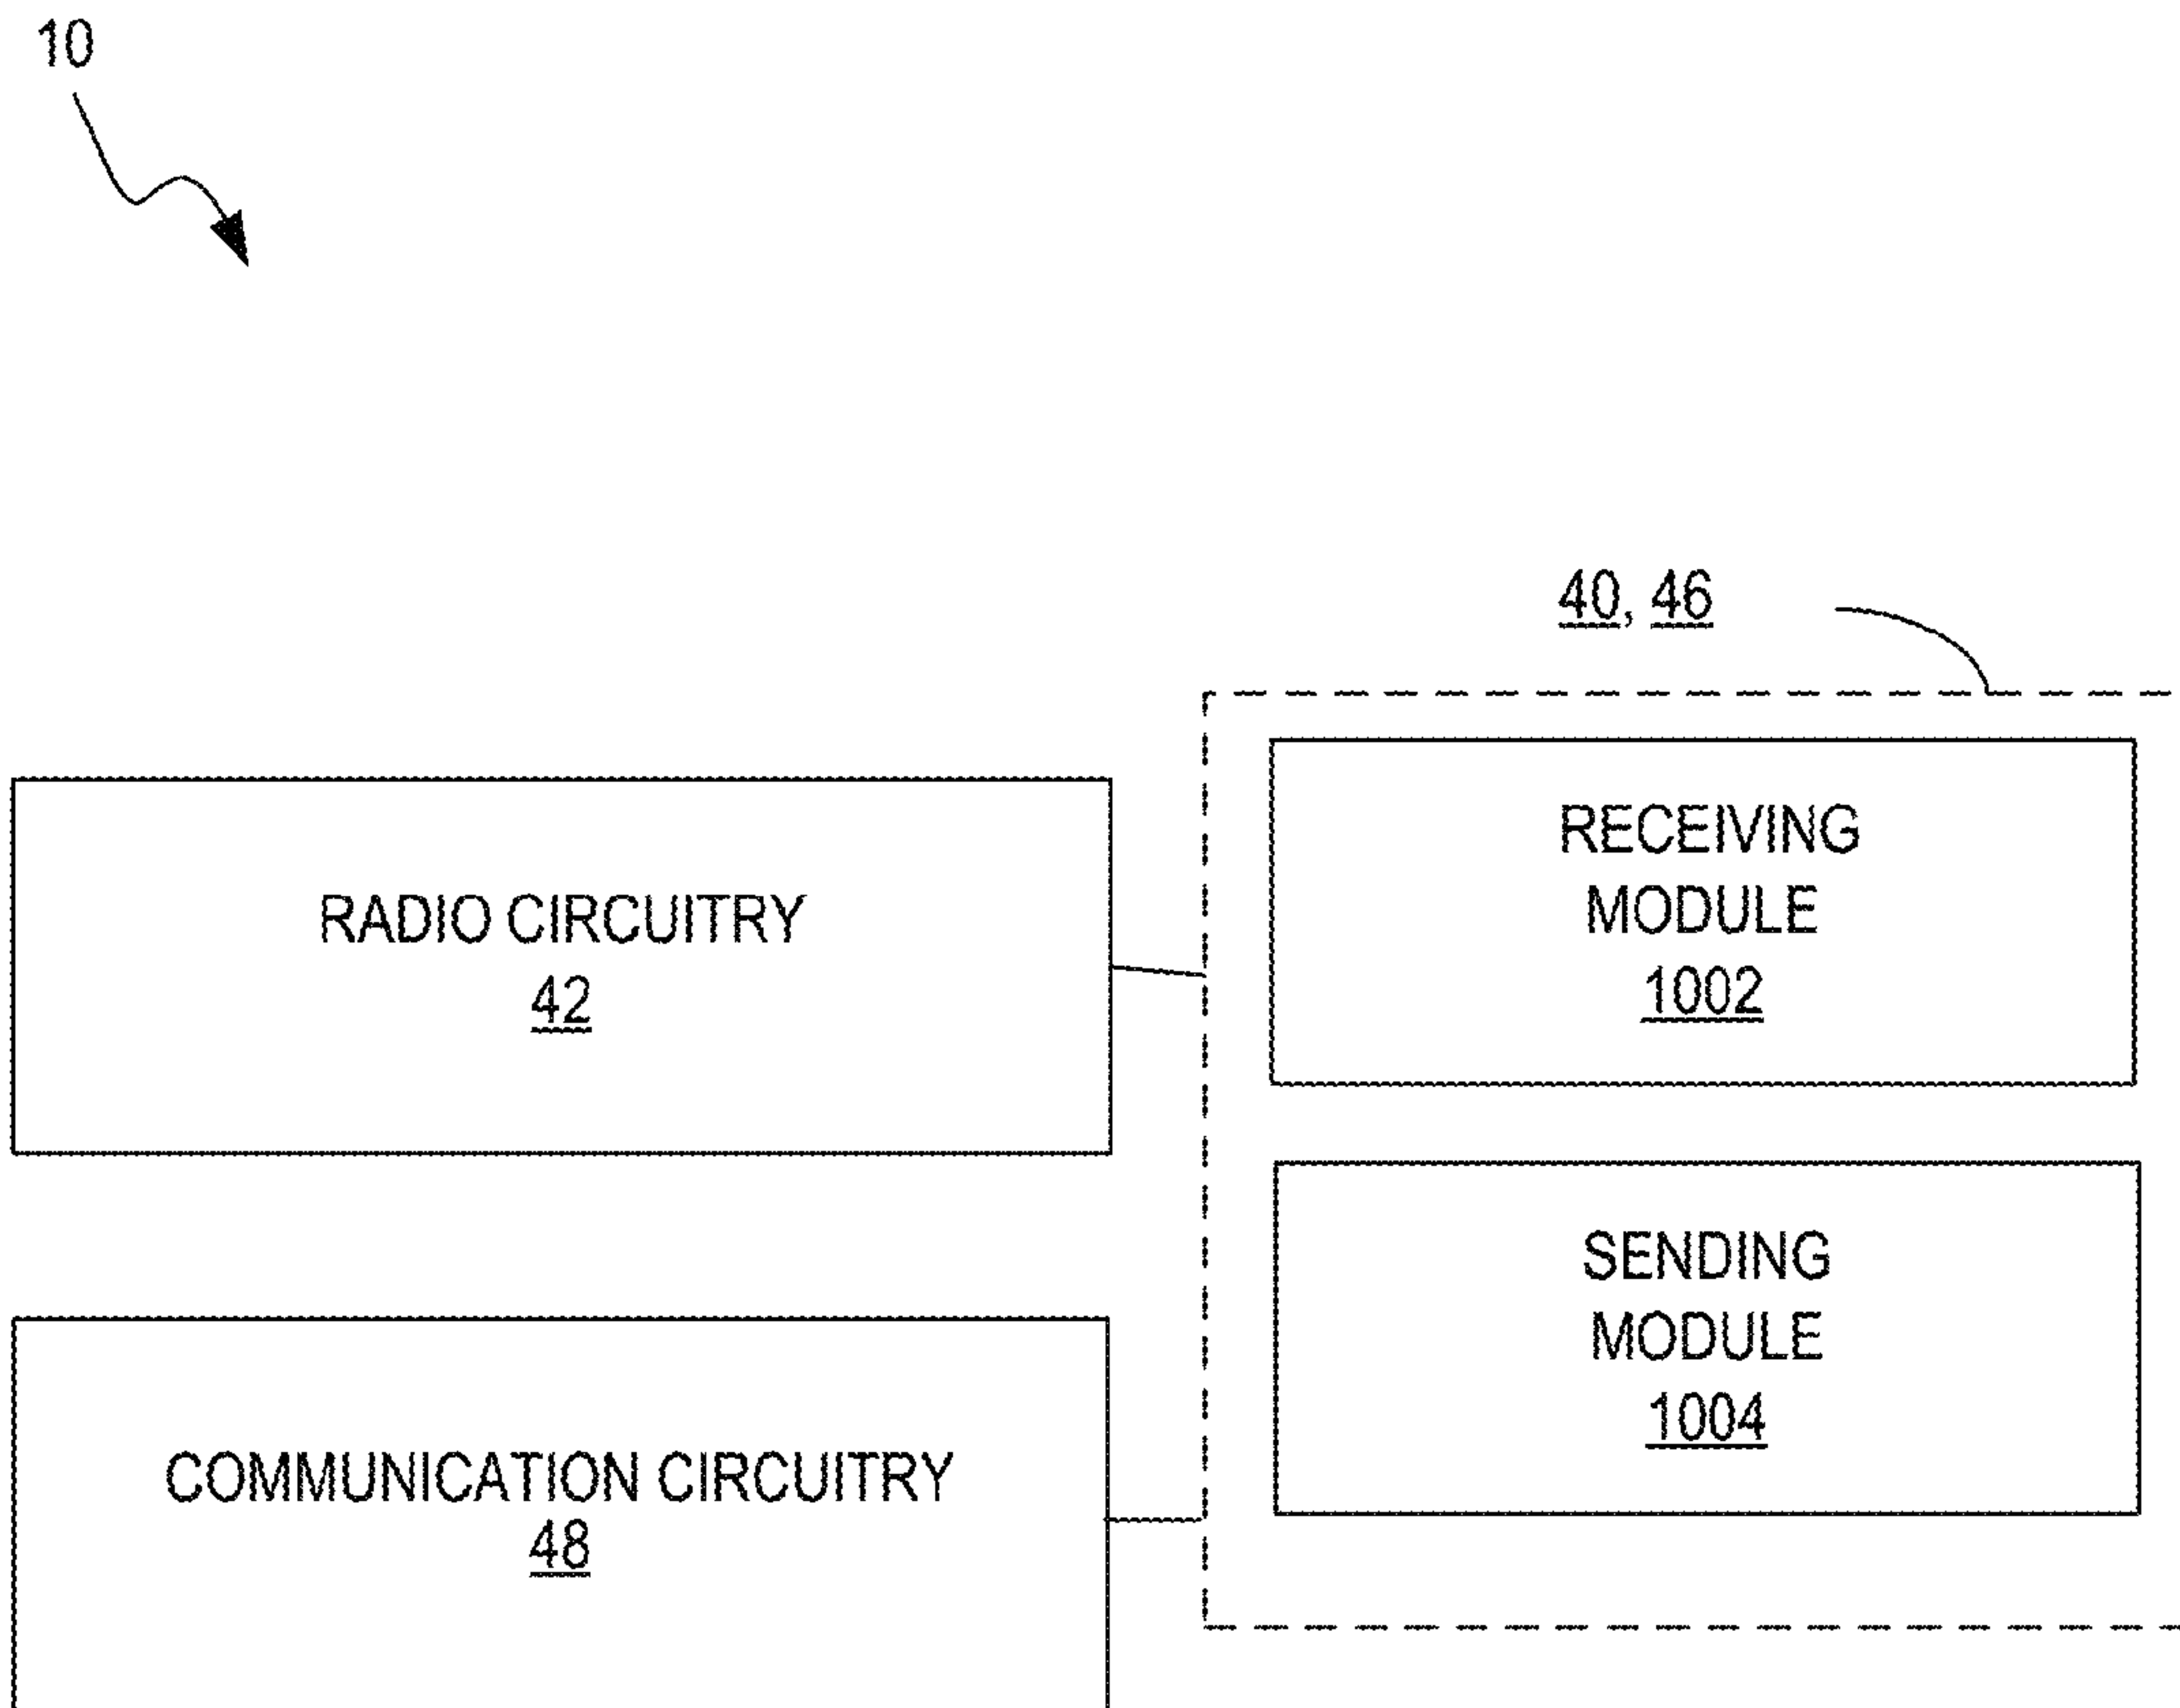 10
40, 46
RECEIVING
MODULE
1002
RADIO CIRCUITRY
42
SENDING
MODULE
1004
COMMUNICATION CIRCUITRY
48